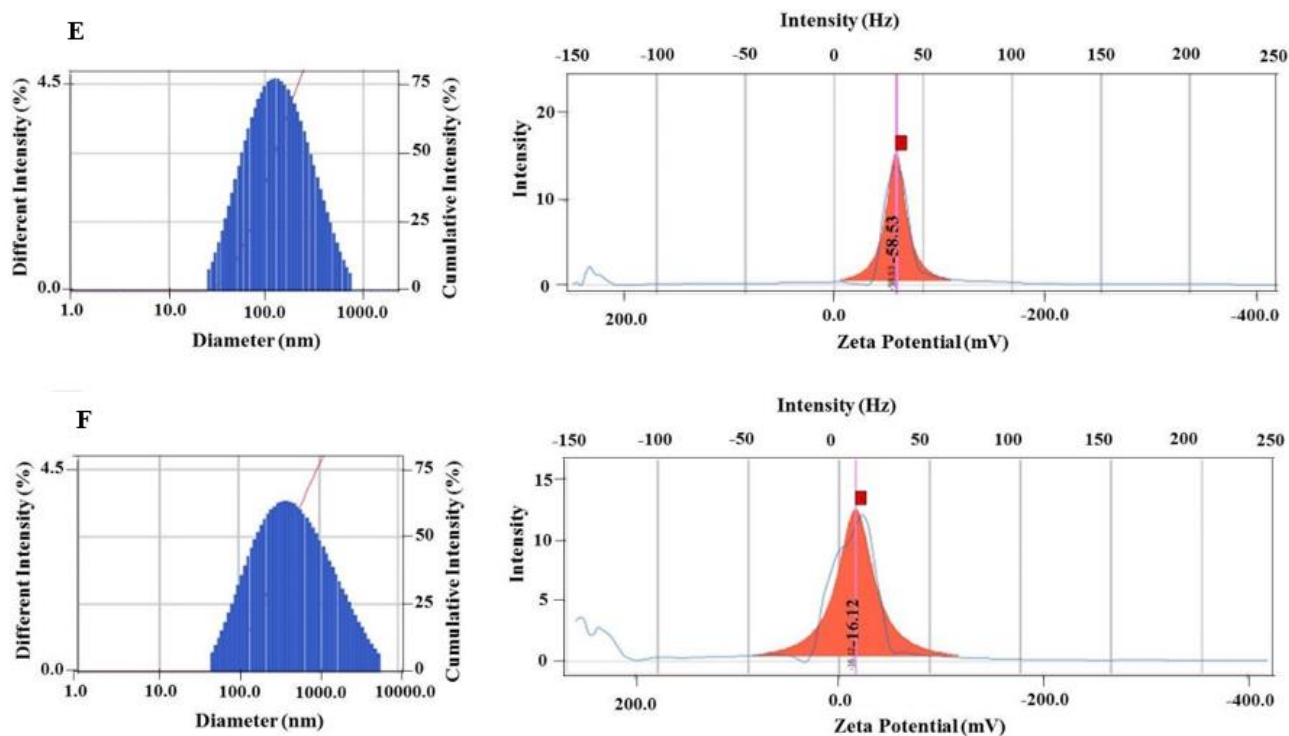 E
Different Intensity (%)
4.5
0.0
75
50
25
0
Cumulative Intensity (%)
1.0 10.0 100.0 1000.0
Diameter (nm)
Intensity (Hz)
-150 -100 -50 0 50 100 150 200 250
Intensity
20
10
0
-58.53
200.0 0.0 -200.0 -400.0
Zeta Potential (mV)
F
Different Intensity (%)
4.5
0.0
75
50
25
0
Cumulative Intensity (%)
1.0 10.0 100.0 1000.0 10000.0
Diameter (nm)
Intensity (Hz)
-150 -100 -50 0 50 100 150 200 250
Intensity
15
10
5
0
-16.12
200.0 0.0 -200.0 -400.0
Zeta Potential (mV)